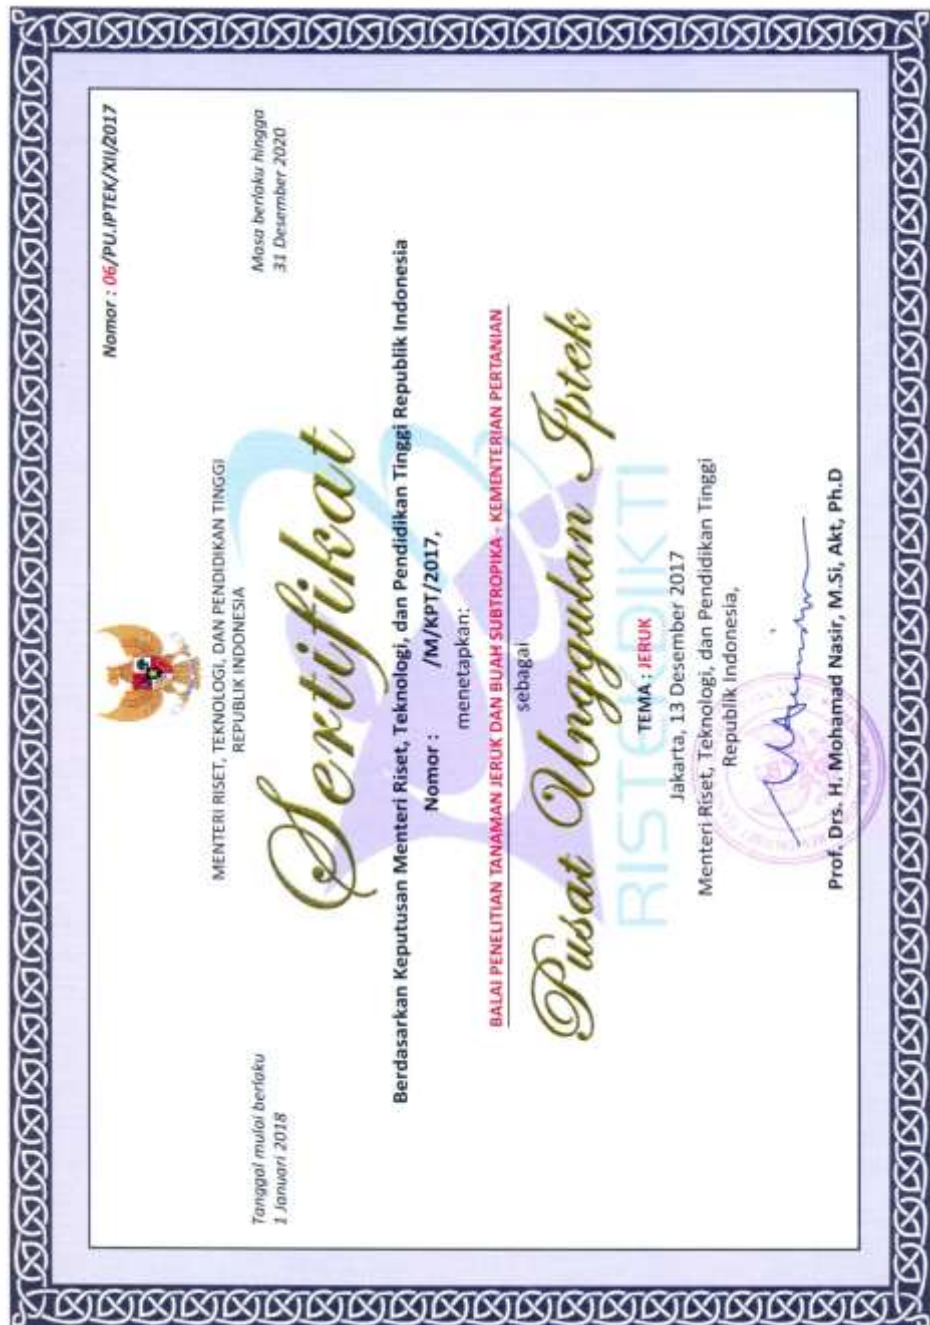 Nomor : 06/PU.IPTEK/XII/2017
MENTERI RISET, TEKNOLOGI, DAN PENDIDIKAN TINGGI
REPUBLIK INDONESIA
Tanggal mulai berlaku
1 Januari 2018
Masa berlaku hingga
31 Desember 2020
Sertifikat
Berdasarkan Keputusan Menteri Riset, Teknologi, dan Pendidikan Tinggi Republik Indonesia
Nomor : /M/KPT/2017,
menetapkan:
BALAI PENELITIAN TANAMAN JERUK DAN BUAH SUBTROPIKA - KEMENTERIAN PERTANIAN
sebagai
Pusat Unggulan Iptek
TEMA : JERUK
RISTEKDIKTI
Jakarta, 13 Desember 2017
Menteri Riset, Teknologi, dan Pendidikan Tinggi
Republik Indonesia,
Prof. Drs. H. Mohamad Nasir, M.Si, Akt, Ph.D